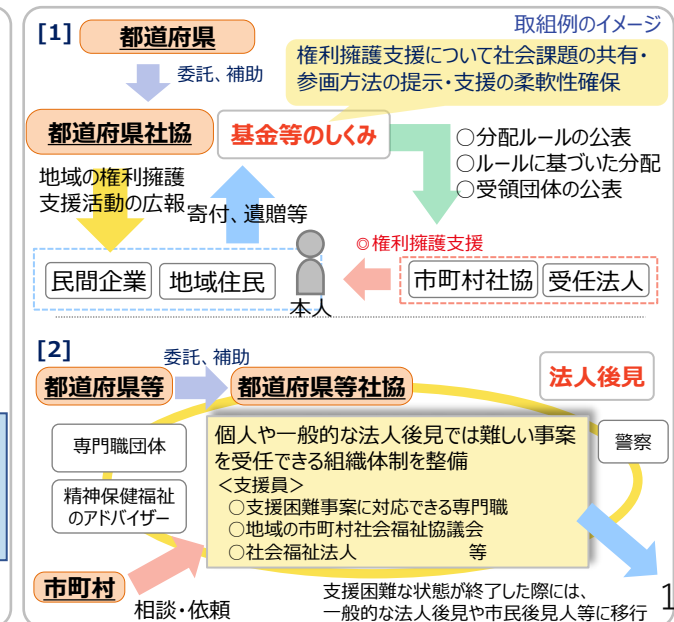 取組例のイメージ
[1]
都道府県
権利擁護支援について社会課題の共有・
参画方法の提示・支援の柔軟性確保
委託、補助
都道府県社協
基金等のしくみ
○分配ルールの公表
○ルールに基づいた分配
○受領団体の公表
地域の権利擁護
支援活動の広報
寄付、遺贈等
◎権利擁護支援
民間企業
地域住民
本人
市町村社協
受任法人
[2]
委託、補助
都道府県等
都道府県等社協
法人後見
専門職団体
精神保健福祉
のアドバイザー
個人や一般的な法人後見では難しい事案
を受任できる組織体制を整備
<支援員>
○支援困難事案に対応できる専門職
○地域の市町村社会福祉協議会
○社会福祉法人 等
警察
市町村
相談・依頼
支援困難な状態が終了した際には、
一般的な法人後見や市民後見人等に移行
1